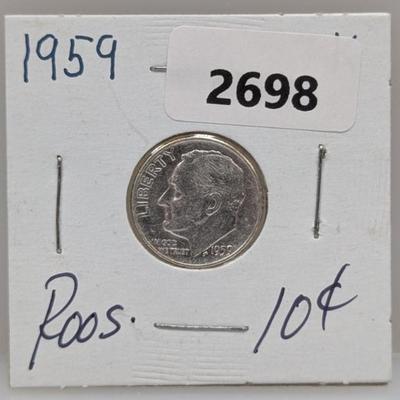 1959
2698
LIBERTY
IN GOD
WE TRUST
1959
Roos.
10¢